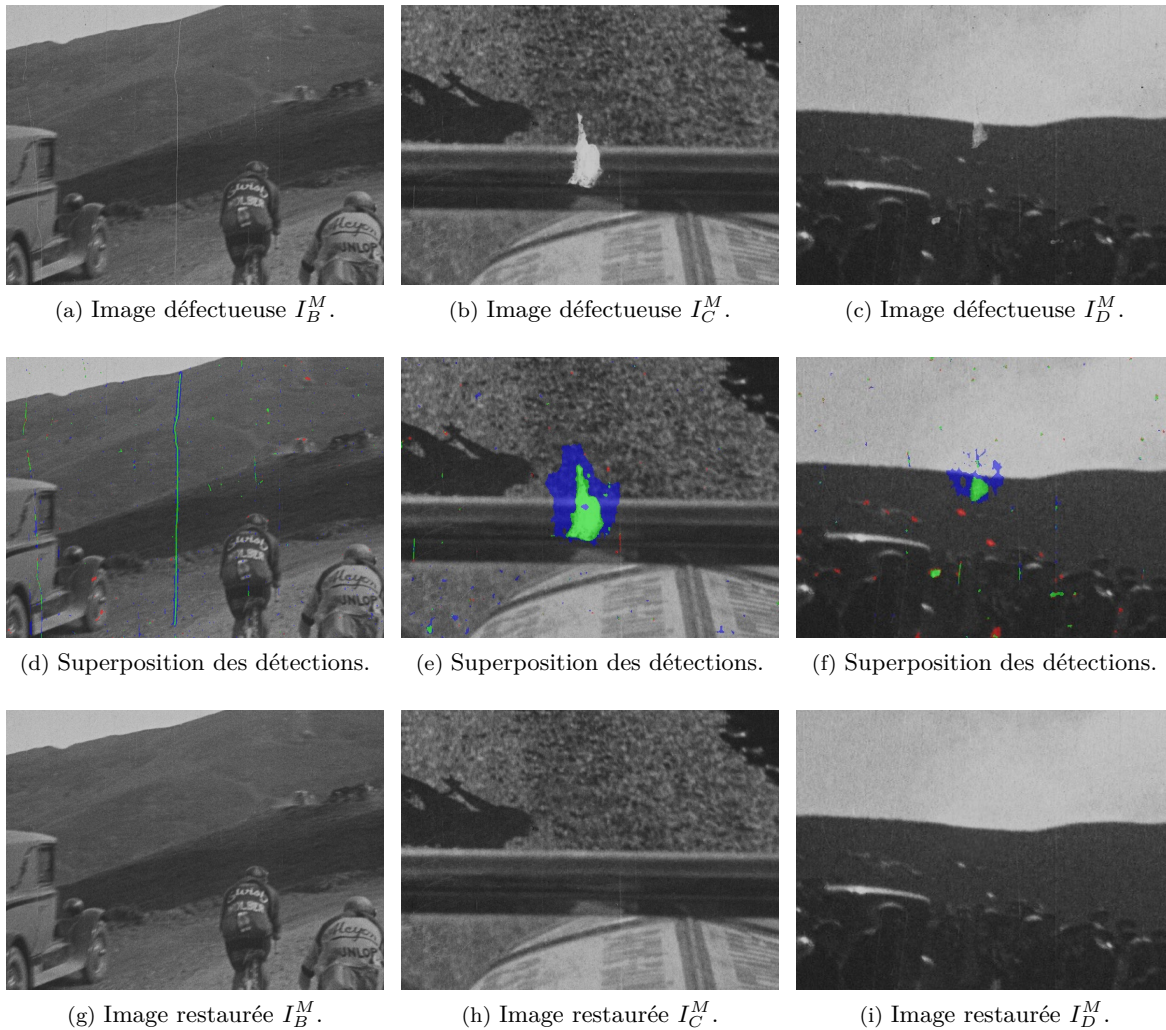 (a) Image défectueuse I_B^M.
(b) Image défectueuse I_C^M.
(c) Image défectueuse I_D^M.
(d) Superposition des détections.
(e) Superposition des détections.
(f) Superposition des détections.
DUNLOP
(g) Image restaurée I_B^M.
(h) Image restaurée I_C^M.
(i) Image restaurée I_D^M.